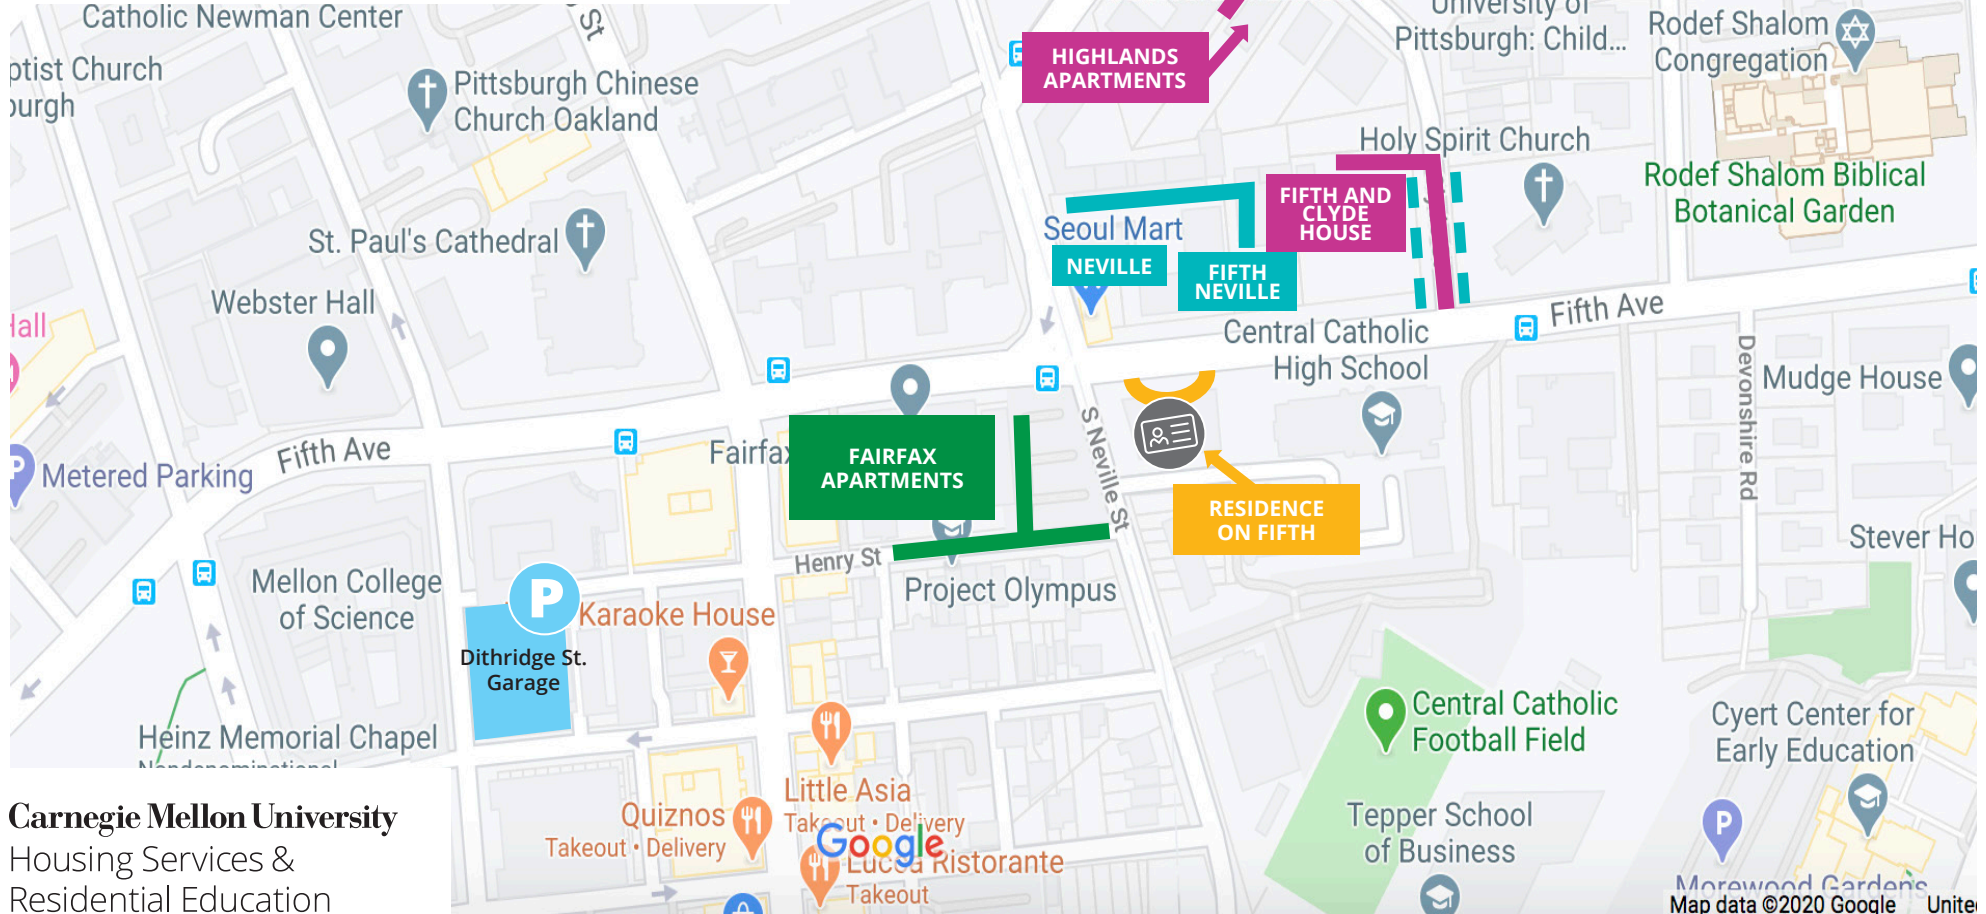 Catholic Newman Center
St
ptist Church
ourgh
Pittsburgh Chinese
Church Oakland
HIGHLANDS
APARTMENTS
University of
Pittsburgh: Child...
Rodef Shalom
Congregation
Holy Spirit Church
Rodef Shalom Biblical
Botanical Garden
FIFTH AND
CLYDE
HOUSE
St. Paul's Cathedral
Seoul Mart
NEVILLE
FIFTH
NEVILLE
Webster Hall
Hall
Fifth Ave
Central Catholic
High School
Devonshire Rd
Mudge House
Fifth Ave
P
Metered Parking
Fairfax
FAIRFAX
APARTMENTS
S Neville St
RESIDENCE
ON FIFTH
Henry St
Project Olympus
Stever Ho
Mellon College
of Science
P
Karaoke House
Dithridge St.
Garage
Central Catholic
Football Field
Cyert Center for
Early Education
Heinz Memorial Chapel
Nondenominational
Little Asia
Takeout • Delivery
Quiznos
Takeout • Delivery
Google
Lucca Ristorante
Takeout
Tepper School
of Business
P
Morewood Gardens
Map data ©2020 Google
Unite
Carnegie Mellon University
Housing Services &
Residential Education